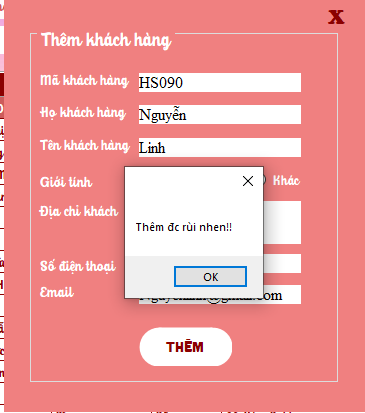 X
Thêm khách hàng
Mã khách hàng HS090
Họ khách hàng Nguyễn
Tên khách hàng Linh
Giới tính Khác
Địa chỉ khách
Thêm đc rùi nhen!!
OK
Số điện thoại
Email
THÊM